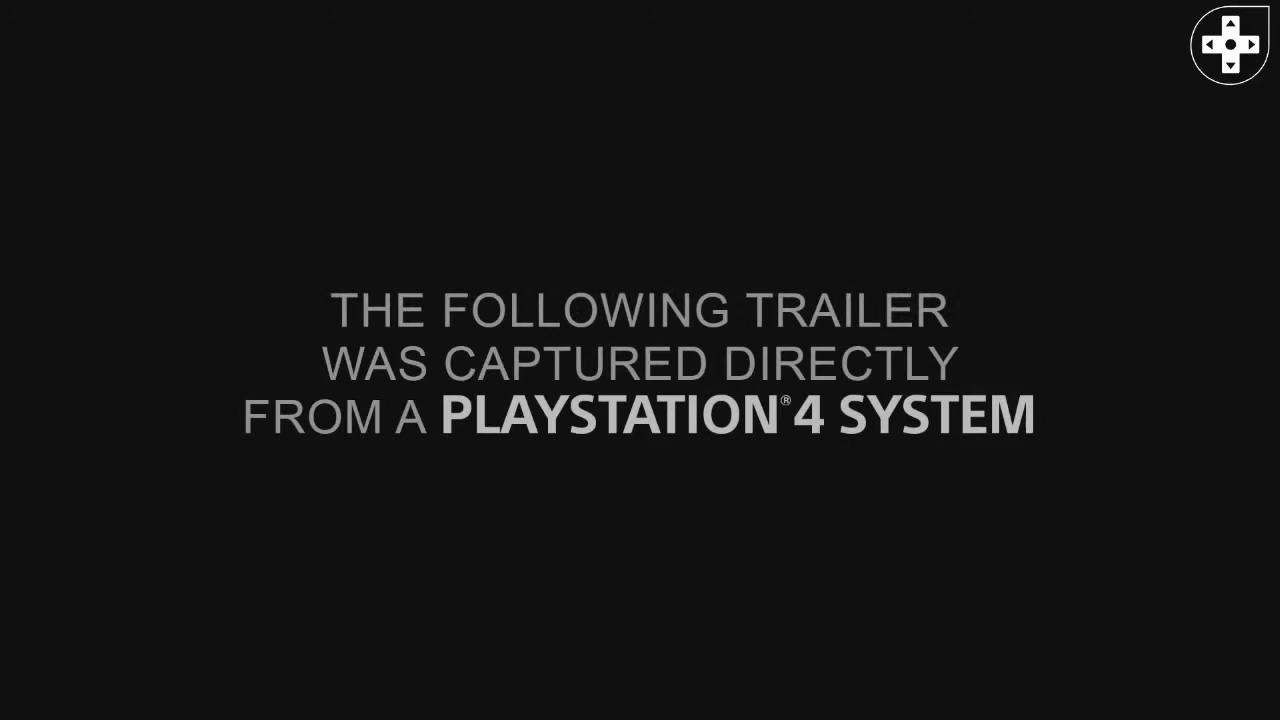 THE FOLLOWING TRAILER
WAS CAPTURED DIRECTLY
FROM A PLAYSTATION®4 SYSTEM